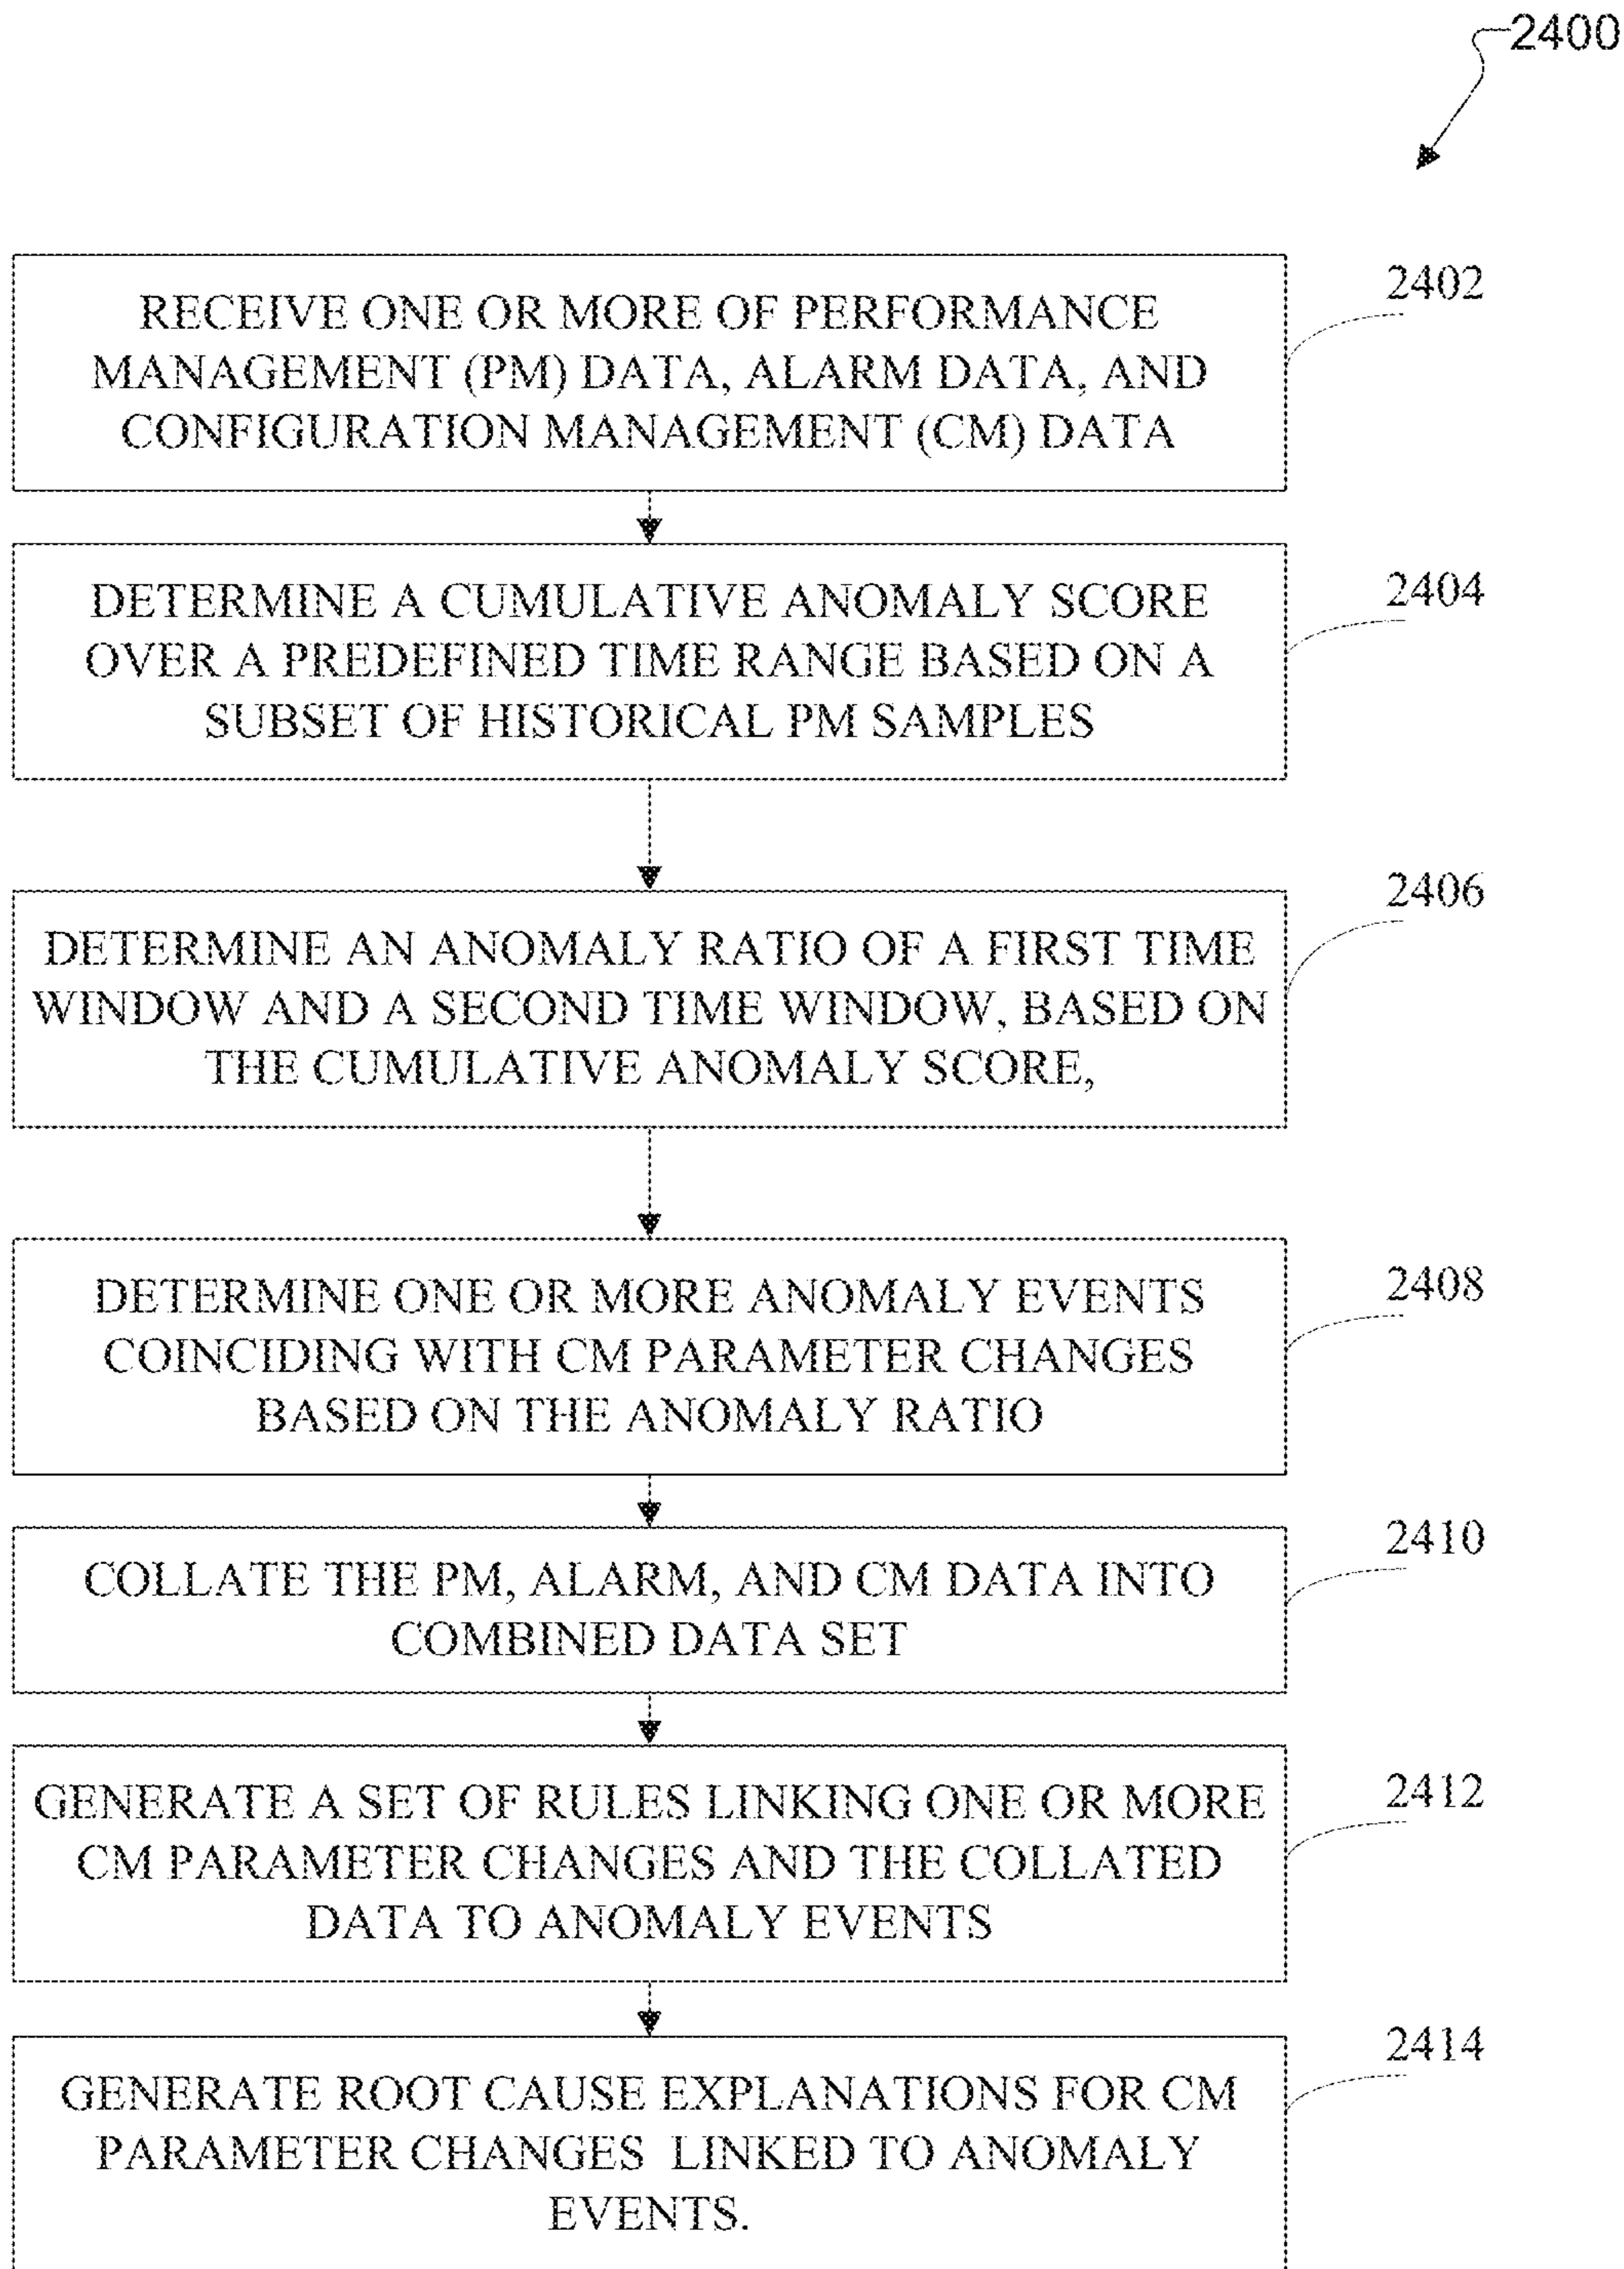 2400
RECEIVE ONE OR MORE OF PERFORMANCE
MANAGEMENT (PM) DATA, ALARM DATA, AND
CONFIGURATION MANAGEMENT (CM) DATA
2402
DETERMINE A CUMULATIVE ANOMALY SCORE
OVER A PREDEFINED TIME RANGE BASED ON A
SUBSET OF HISTORICAL PM SAMPLES
2404
DETERMINE AN ANOMALY RATIO OF A FIRST TIME
WINDOW AND A SECOND TIME WINDOW, BASED ON
THE CUMULATIVE ANOMALY SCORE,
2406
DETERMINE ONE OR MORE ANOMALY EVENTS
COINCIDING WITH CM PARAMETER CHANGES
BASED ON THE ANOMALY RATIO
2408
COLLATE THE PM, ALARM, AND CM DATA INTO
COMBINED DATA SET
2410
GENERATE A SET OF RULES LINKING ONE OR MORE
CM PARAMETER CHANGES AND THE COLLATED
DATA TO ANOMALY EVENTS
2412
GENERATE ROOT CAUSE EXPLANATIONS FOR CM
PARAMETER CHANGES LINKED TO ANOMALY
EVENTS.
2414